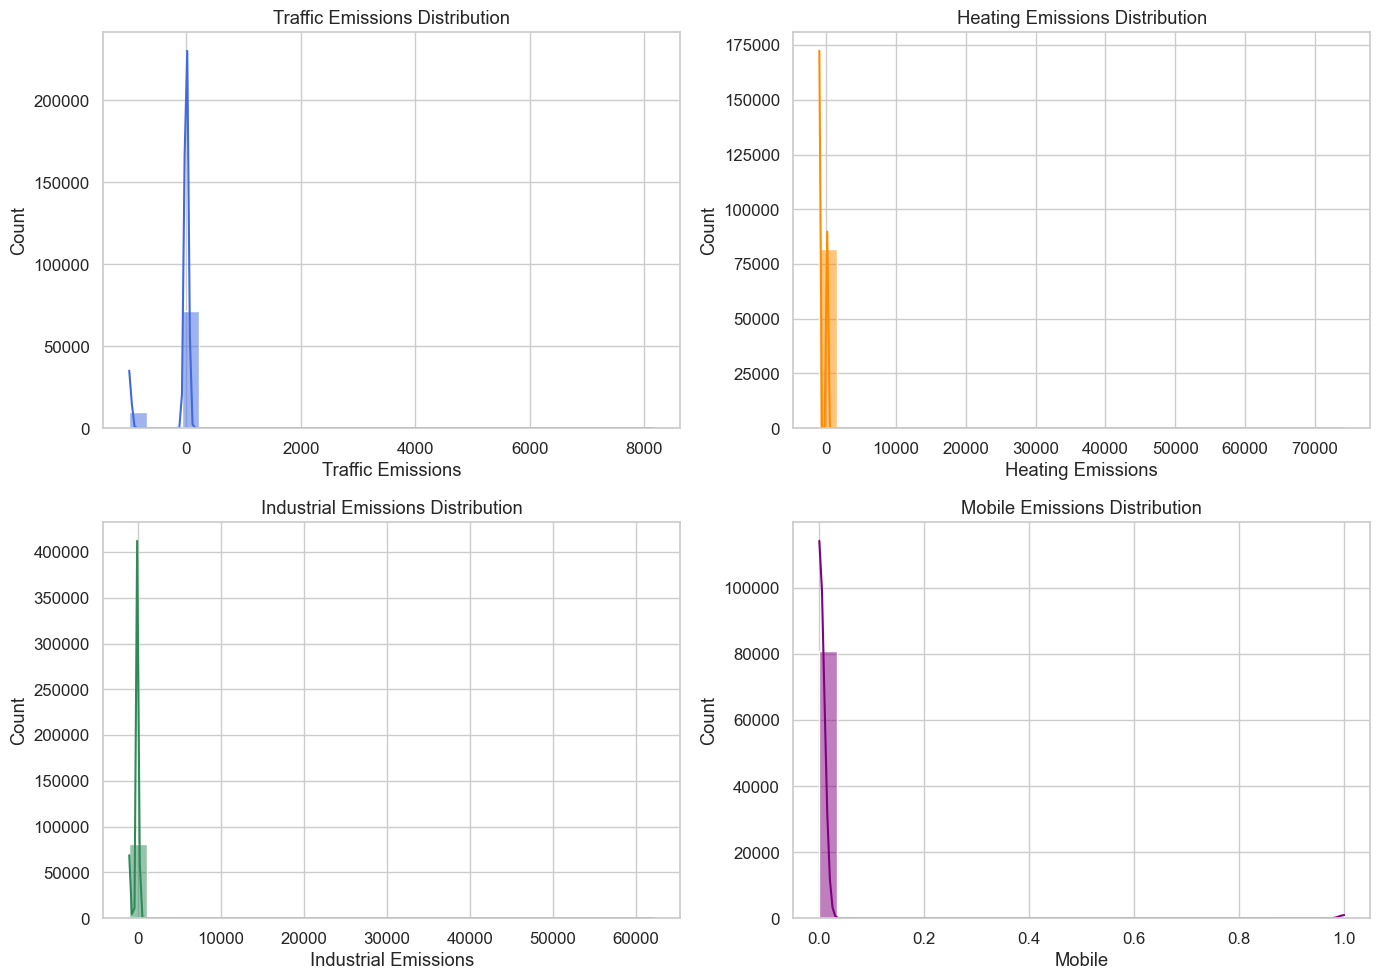 Traffic Emissions Distribution
Count
200000
150000
100000
50000
0
0 2000 4000 6000 8000
Traffic Emissions
Heating Emissions Distribution
Count
175000
150000
125000
100000
75000
50000
25000
0
0 10000 20000 30000 40000 50000 60000 70000
Heating Emissions
Industrial Emissions Distribution
Count
400000
350000
300000
250000
200000
150000
100000
50000
0
0 10000 20000 30000 40000 50000 60000
Industrial Emissions
Mobile Emissions Distribution
Count
100000
80000
60000
40000
20000
0
0.0 0.2 0.4 0.6 0.8 1.0
Mobile